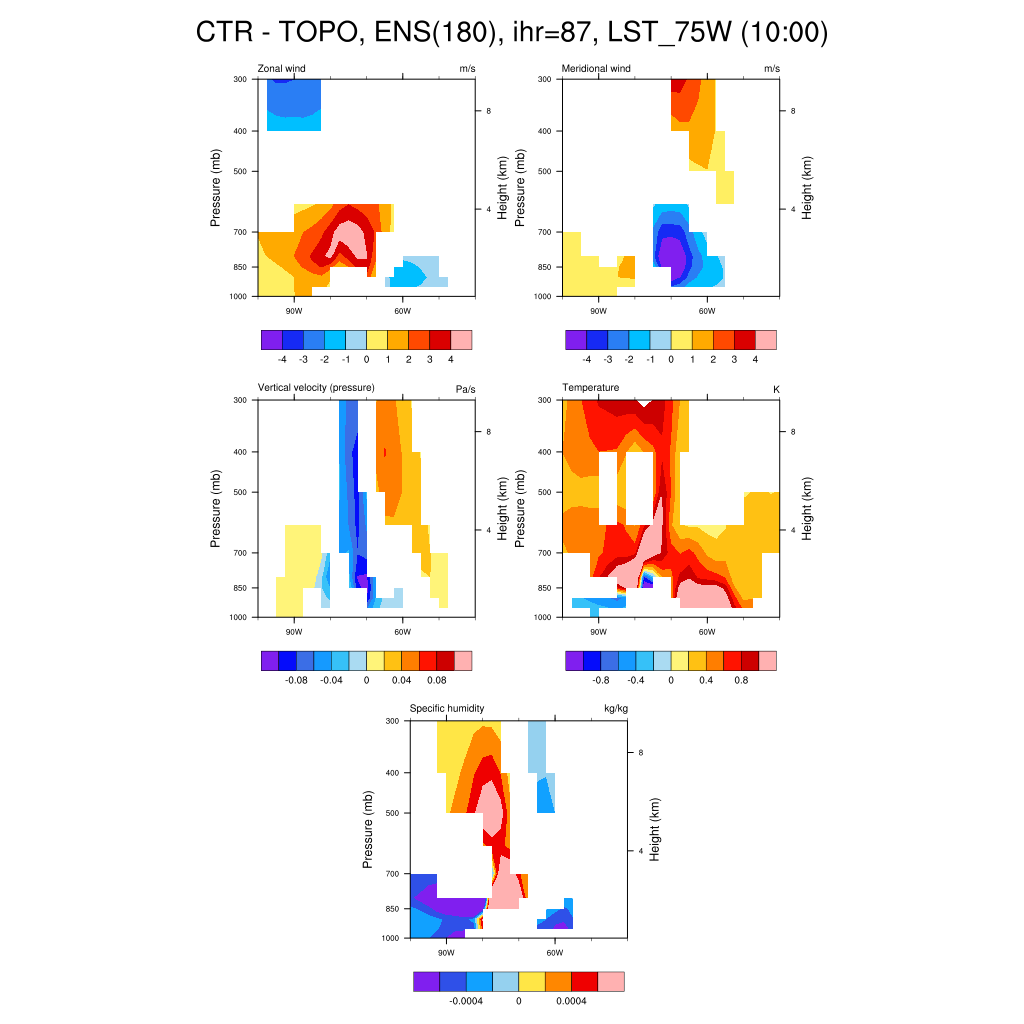 CTR - TOPO, ENS(180), ihr=87, LST_75W (10:00)
Zonal wind m/s
Pressure (mb)
Height (km)
300
400
500
700
850
1000
8
4
90W 60W
-4 -3 -2 -1 0 1 2 3 4
Meridional wind m/s
Pressure (mb)
Height (km)
300
400
500
700
850
1000
8
4
90W 60W
-4 -3 -2 -1 0 1 2 3 4
Vertical velocity (pressure) Pa/s
Pressure (mb)
Height (km)
300
400
500
700
850
1000
8
4
90W 60W
-0.08 -0.04 0 0.04 0.08
Temperature K
Pressure (mb)
Height (km)
300
400
500
700
850
1000
8
4
90W 60W
-0.8 -0.4 0 0.4 0.8
Specific humidity kg/kg
Pressure (mb)
Height (km)
300
400
500
700
850
1000
8
4
90W 60W
-0.0004 0 0.0004